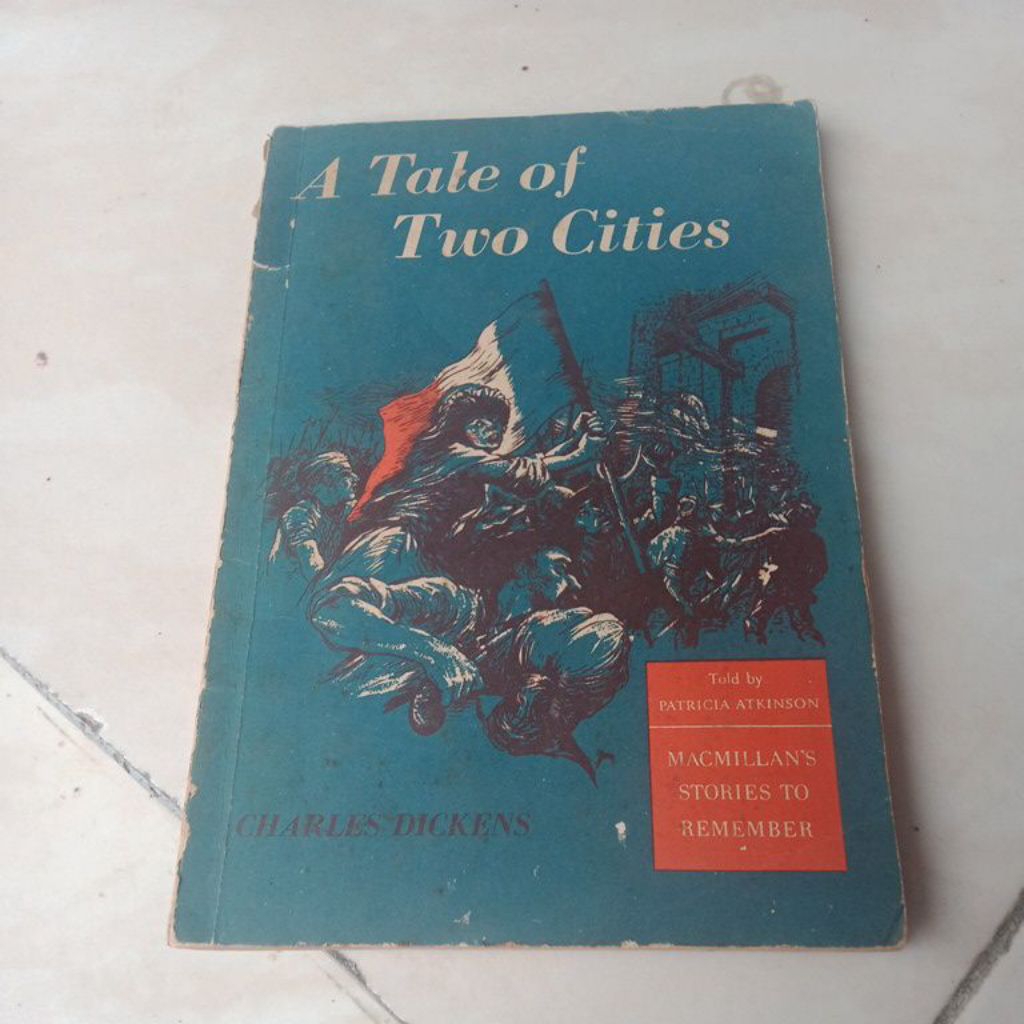 A Tale of
Two Cities
Told by
PATRICIA ATKINSON
MACMILLAN'S
STORIES TO
REMEMBER
CHARLES DICKENS